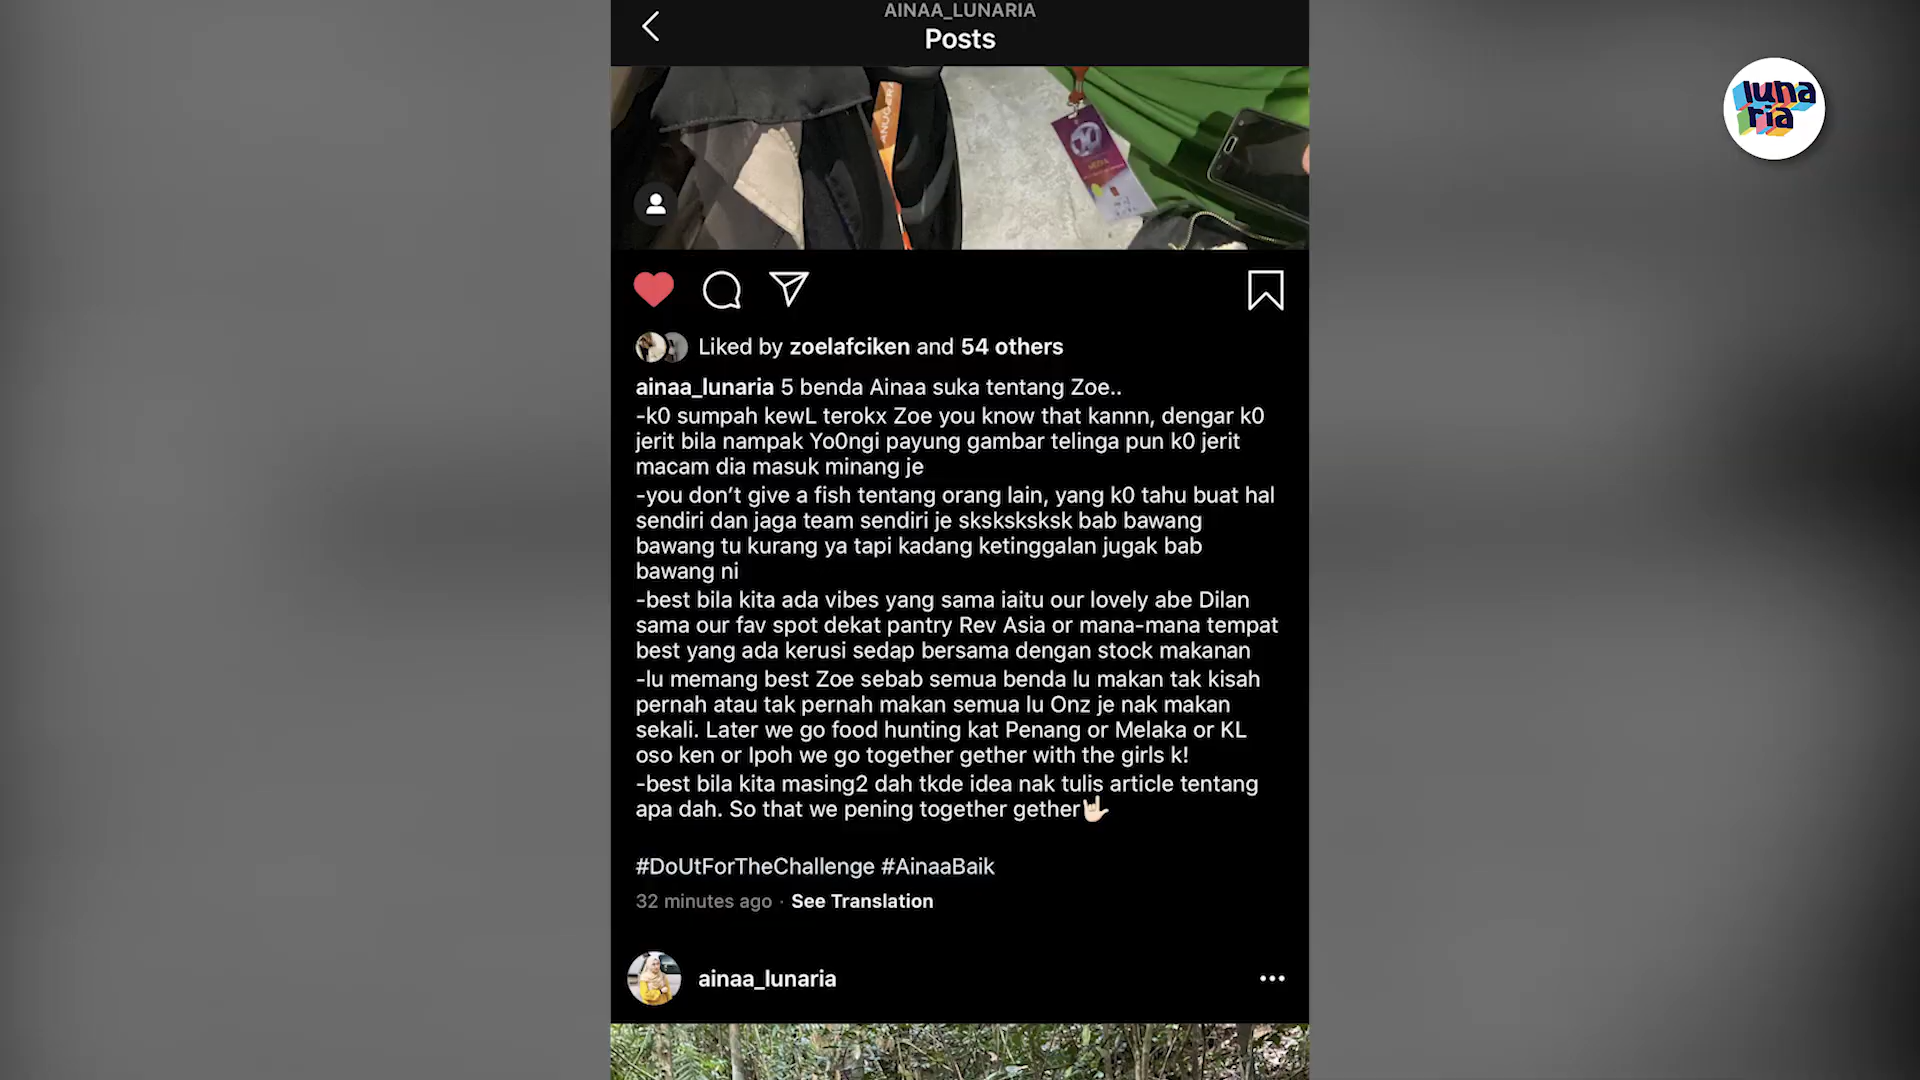 AINAA_LUNARIA
Posts
luna
ria
ANUGERA
MEDIA
Liked by zoelafciken and 54 others
ainaa_lunaria 5 benda Ainaa suka tentang Zoe..
-k0 sumpah kewL terokx Zoe you know that kannn, dengar k0
jerit bila nampak Yo0ngi payung gambar telinga pun k0 jerit
macam dia masuk minang je
-you don’t give a fish tentang orang lain, yang k0 tahu buat hal
sendiri dan jaga team sendiri je sksksksksk bab bawang
bawang tu kurang ya tapi kadang ketinggalan jugak bab
bawang ni
-best bila kita ada vibes yang sama iaitu our lovely abe Dilan
sama our fav spot dekat pantry Rev Asia or mana-mana tempat
best yang ada kerusi sedap bersama dengan stock makanan
-lu memang best Zoe sebab semua benda lu makan tak kisah
pernah atau tak pernah makan semua lu Onz je nak makan
sekali. Later we go food hunting kat Penang or Melaka or KL
oso ken or Ipoh we go together gether with the girls k!
-best bila kita masing2 dah tkde idea nak tulis article tentang
apa dah. So that we pening together gether🤟🏻
#DoUtForTheChallenge #AinaaBaik
32 minutes ago · See Translation
ainaa_lunaria